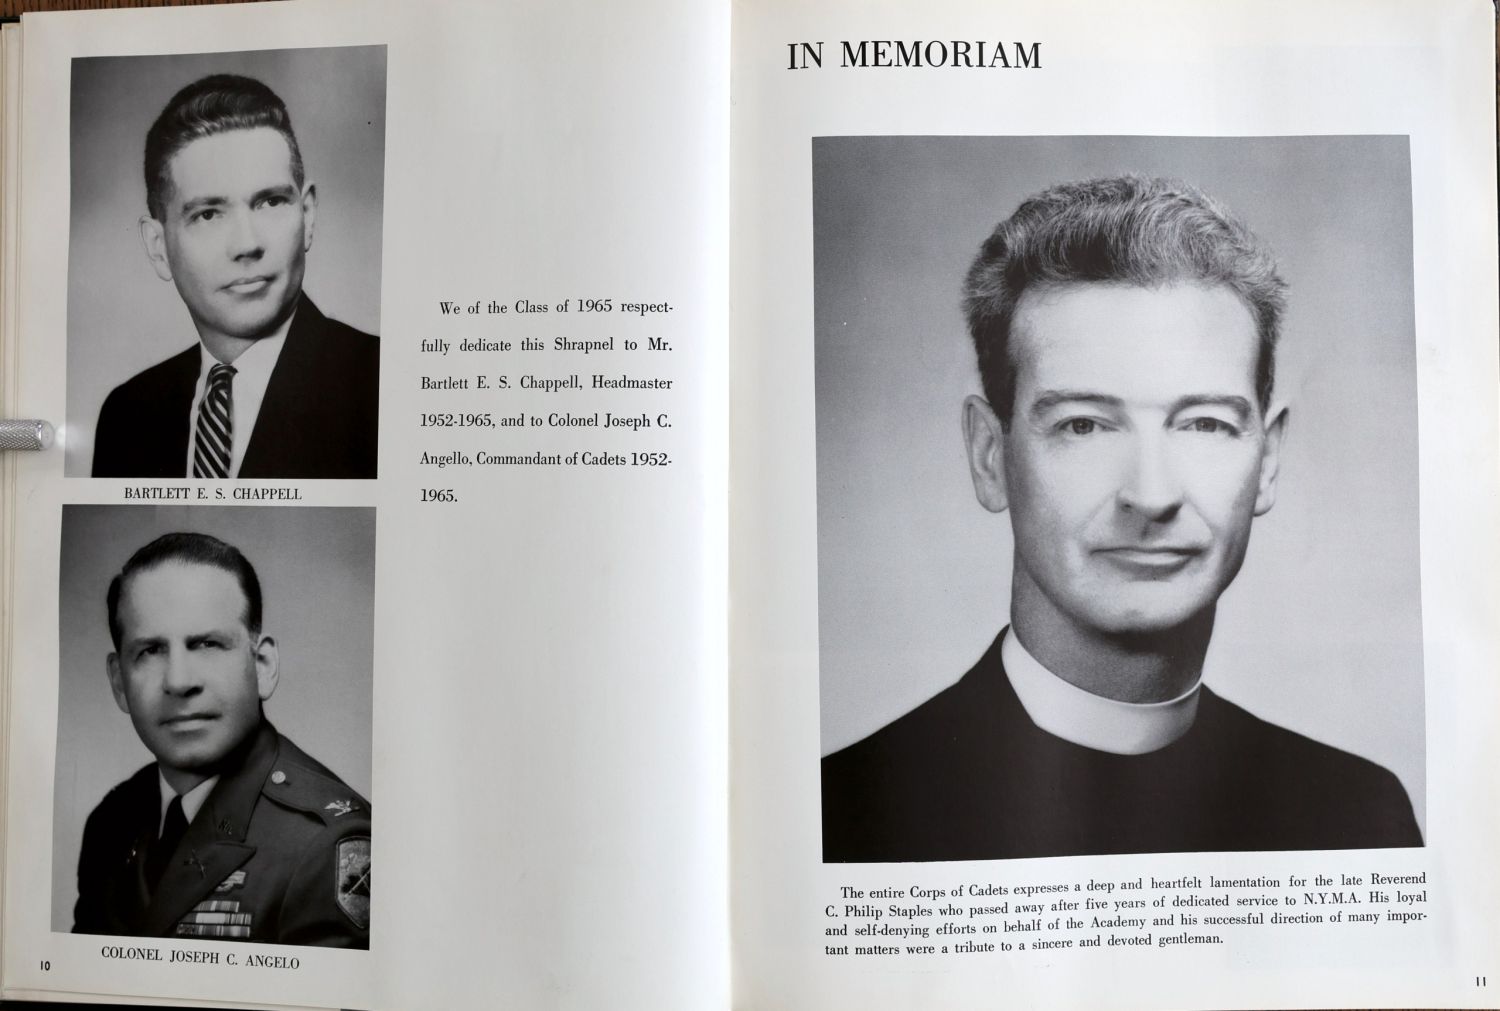 BARTLETT E. S. CHAPPELL
COLONEL JOSEPH C. ANGELO
10
We of the Class of 1965 respect-
fully dedicate this Shrapnel to Mr.
Bartlett E. S. Chappell, Headmaster
1952-1965, and to Colonel Joseph C.
Angello, Commandant of Cadets 1952-
1965.
IN MEMORIAM
The entire Corps of Cadets expresses a deep and heartfelt lamentation for the late Reverend
C. Philip Staples who passed away after five years of dedicated service to N.Y.M.A. His loyal
and self-denying efforts on behalf of the Academy and his successful direction of many impor-
tant matters were a tribute to a sincere and devoted gentleman.
11